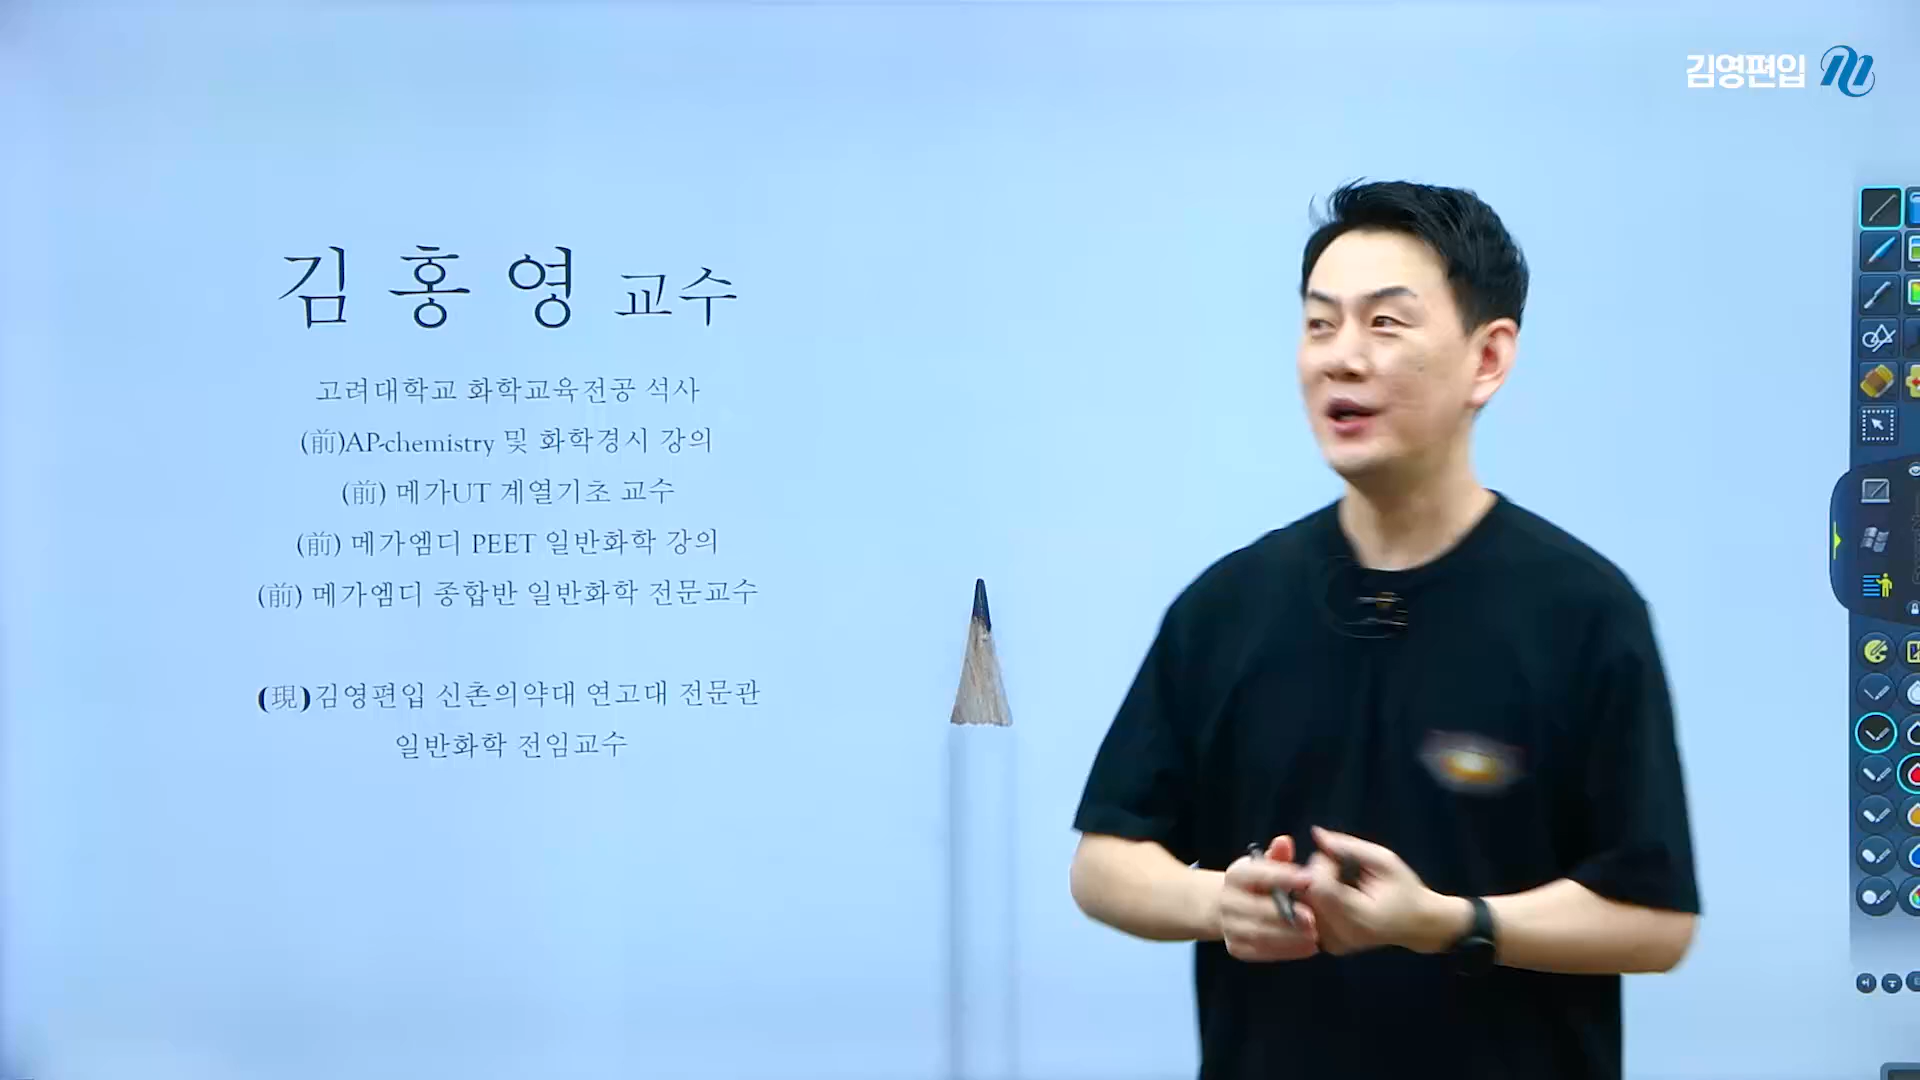 김영편입
김 홍 영 교수
고려대학교 화학교육전공 석사
(前)AP-chemistry 및 화학경시 강의
(前) 메가UT 계열기초 교수
(前) 메가엠디 PEET 일반화학 강의
(前) 메가엠디 종합반 일반화학 전문교수
(現)김영편입 신촌의약대 연고대 전문관
일반화학 전임교수